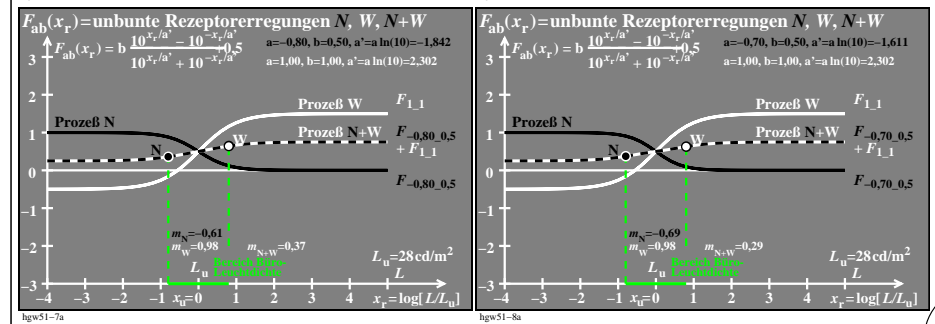 F_ab(x_r)=unbunte Rezeptorerregungen N, W, N+W
F_ab(x_r) = b (10^{x_r/a'} − 10^{−x_r/a'}) / (10^{x_r/a'} + 10^{−x_r/a'}) +0,5
a=−0,80, b=0,50, a'=a ln(10)=−1,842
a=1,00, b=1,00, a'=a ln(10)=2,302
3
2
1
0
−1
−2
−3
Prozeß W
F_1_1
Prozeß N
Prozeß N+W
F_−0,80_0,5
+ F_1_1
N
W
F_−0,80_0,5
m_N=−0,61
m_W=0,98
m_N+W=0,37
L_u
Bereich Büro-
Leuchtdichte
L_u=28cd/m²
L
−4 −3 −2 −1 0 1 2 3 4
x_u=
x_r=log[L/L_u]
hgw51−7a
F_ab(x_r)=unbunte Rezeptorerregungen N, W, N+W
F_ab(x_r) = b (10^{x_r/a'} − 10^{−x_r/a'}) / (10^{x_r/a'} + 10^{−x_r/a'}) +0,5
a=−0,70, b=0,50, a'=a ln(10)=−1,611
a=1,00, b=1,00, a'=a ln(10)=2,302
3
2
1
0
−1
−2
−3
Prozeß W
F_1_1
Prozeß N
Prozeß N+W
F_−0,70_0,5
+ F_1_1
N
W
F_−0,70_0,5
m_N=−0,69
m_W=0,98
m_N+W=0,29
L_u
Bereich Büro-
Leuchtdichte
L_u=28cd/m²
L
−4 −3 −2 −1 0 1 2 3 4
x_u=
x_r=log[L/L_u]
hgw51−8a